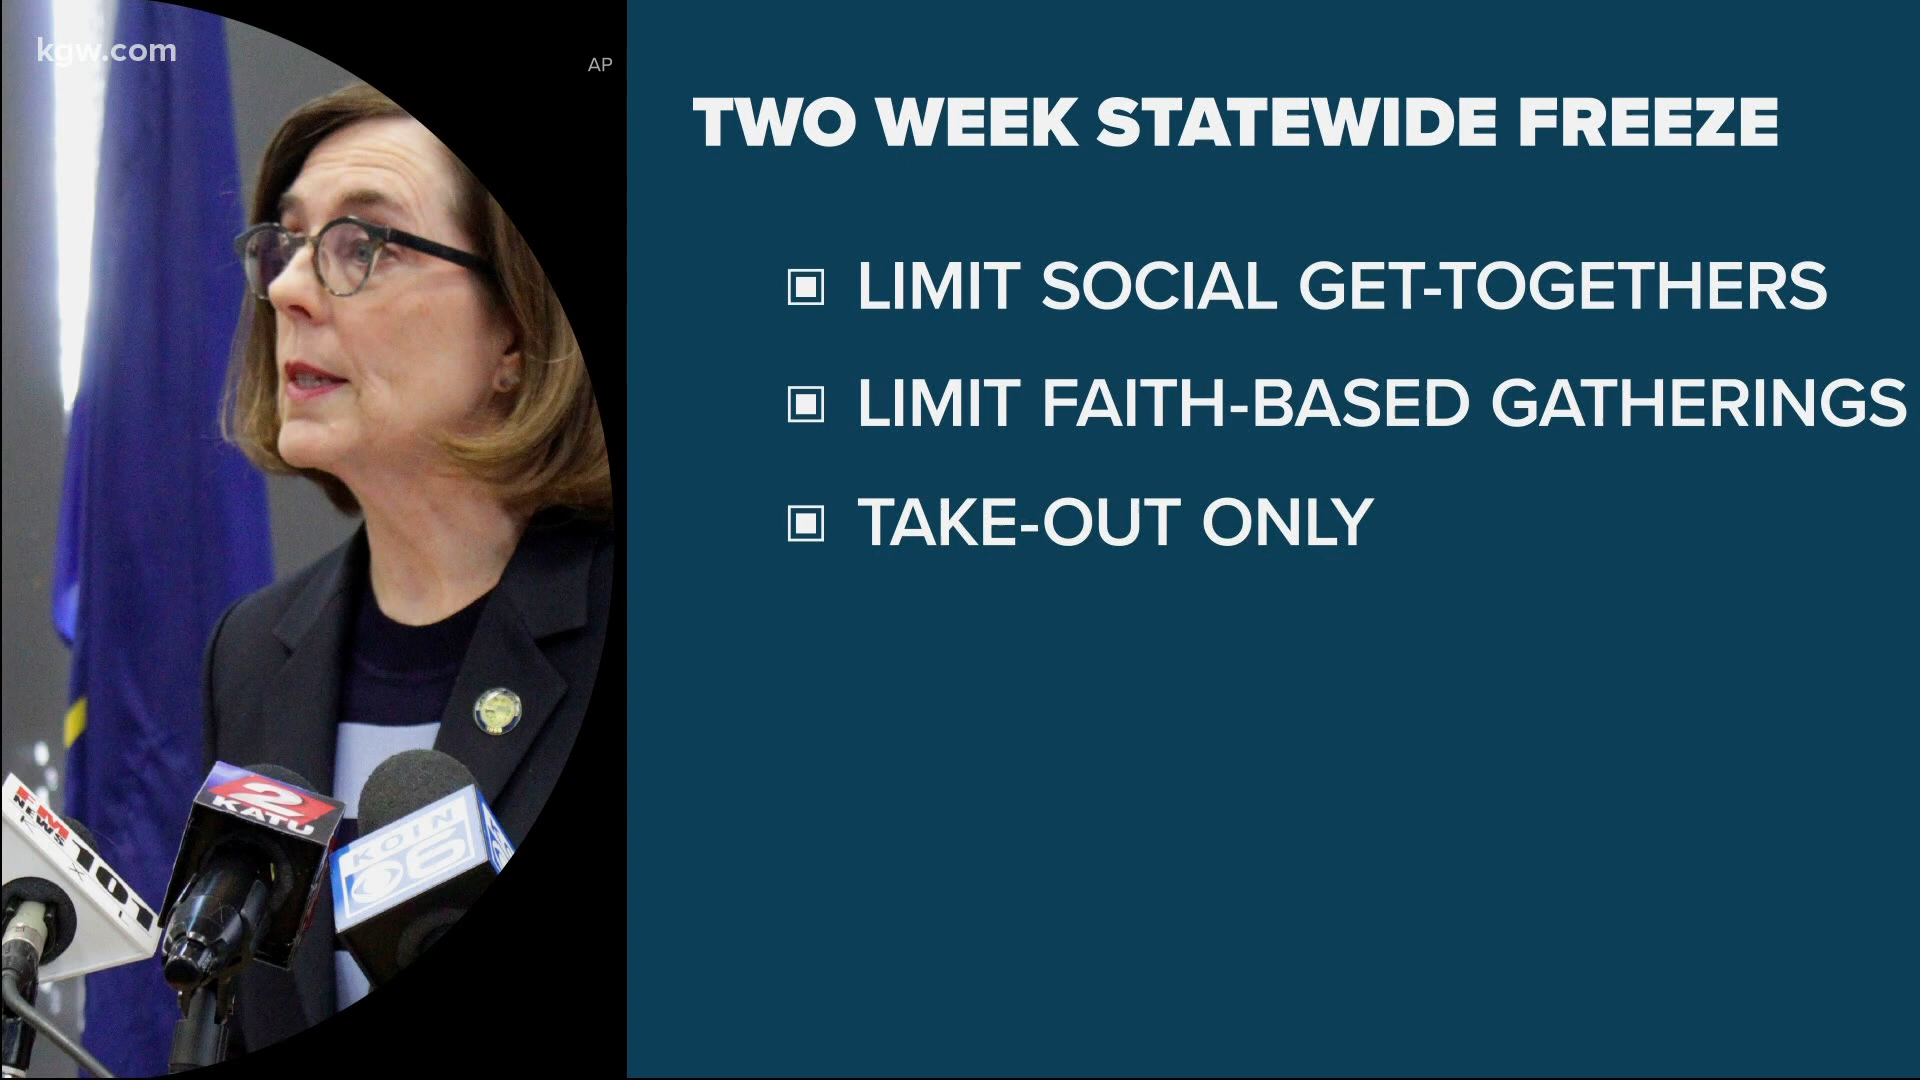 kgw.com
AP
TWO WEEK STATEWIDE FREEZE
LIMIT SOCIAL GET-TOGETHERS
LIMIT FAITH-BASED GATHERINGS
TAKE-OUT ONLY
FM
NEWS
101
2
KATU
KOIN
6